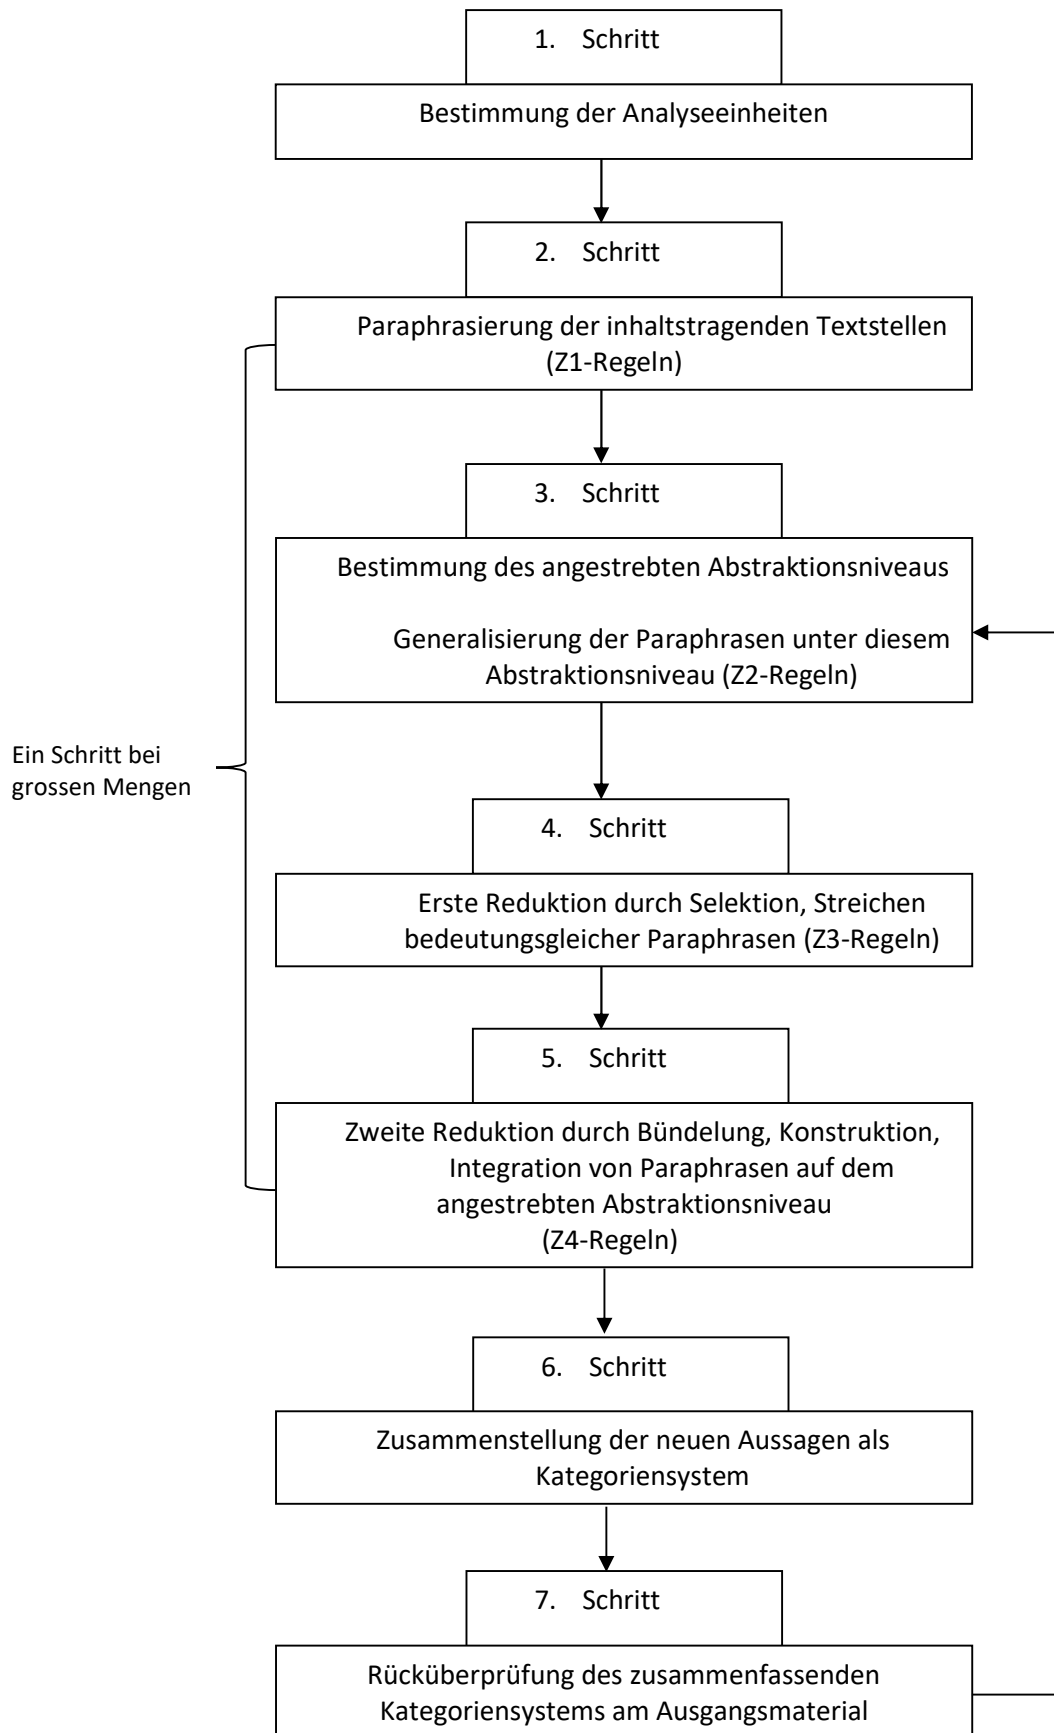 1. Schritt
Bestimmung der Analyseeinheiten
2. Schritt
Paraphrasierung der inhaltstragenden Textstellen
(Z1-Regeln)
3. Schritt
Bestimmung des angestrebten Abstraktionsniveaus
Generalisierung der Paraphrasen unter diesem
Abstraktionsniveau (Z2-Regeln)
Ein Schritt bei
grossen Mengen
4. Schritt
Erste Reduktion durch Selektion, Streichen
bedeutungsgleicher Paraphrasen (Z3-Regeln)
5. Schritt
Zweite Reduktion durch Bündelung, Konstruktion,
Integration von Paraphrasen auf dem
angestrebten Abstraktionsniveau
(Z4-Regeln)
6. Schritt
Zusammenstellung der neuen Aussagen als
Kategoriensystem
7. Schritt
Rücküberprüfung des zusammenfassenden
Kategoriensystems am Ausgangsmaterial